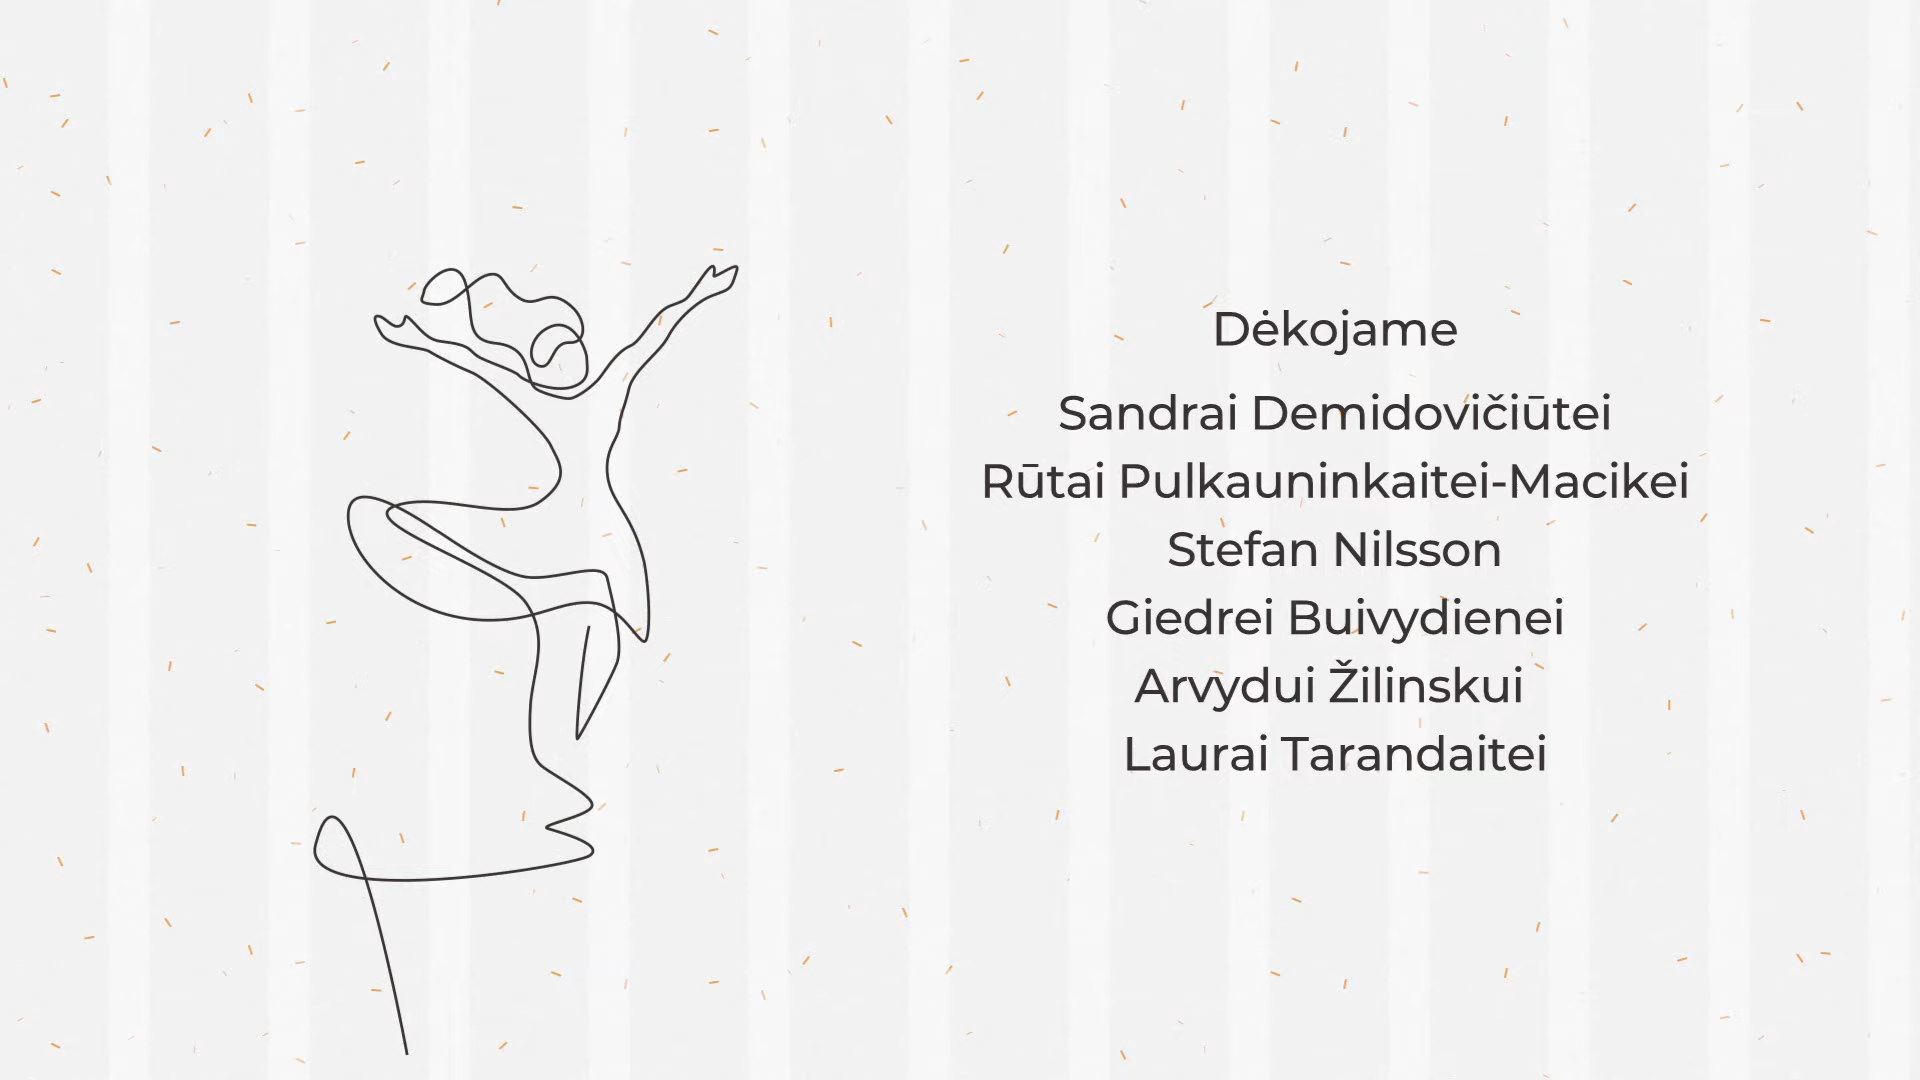 Dėkojame
Sandrai Demidovičiūtei
Rūtai Pulkauninkaitei-Macikei
Stefan Nilsson
Giedrei Buivydienei
Arvydui Žilinskui
Laurai Tarandaitei